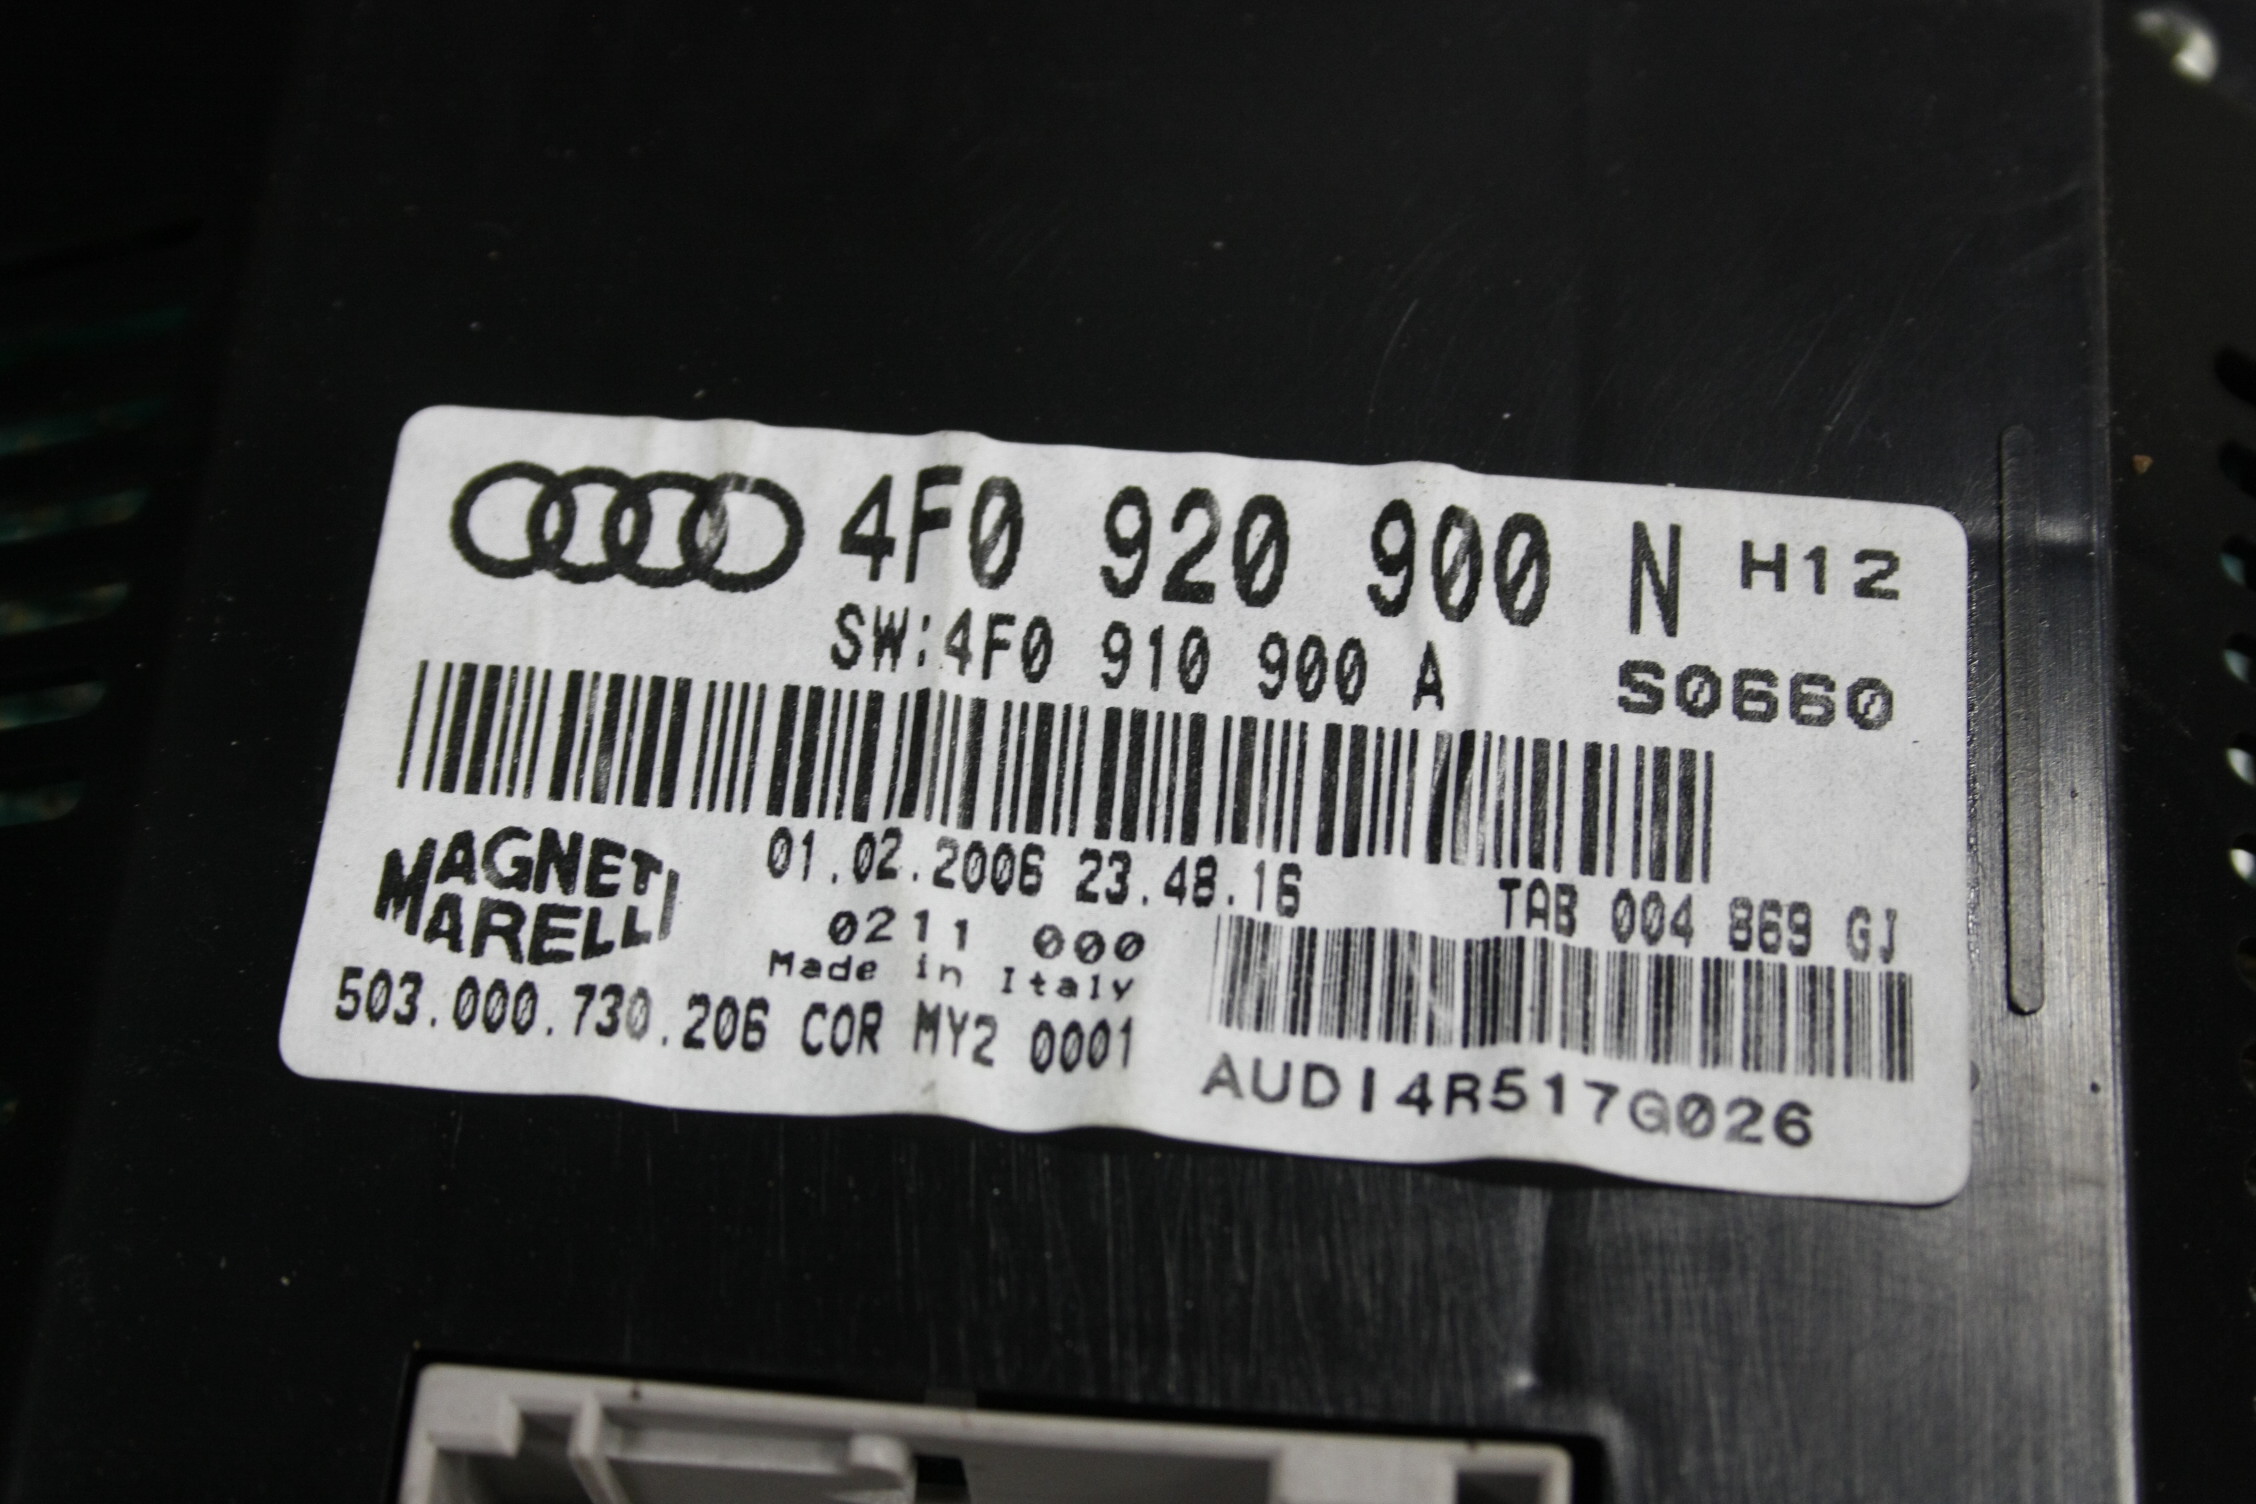 4F0 920 900 N H12
SW:4F0 910 900 A S0660
MAGNETI MARELLI
01.02.2006 23.48.16
TAB 004 869 GJ
0211 000
Made in Italy
503.000.730.206 COR MY2 0001
AUDI4R517G026